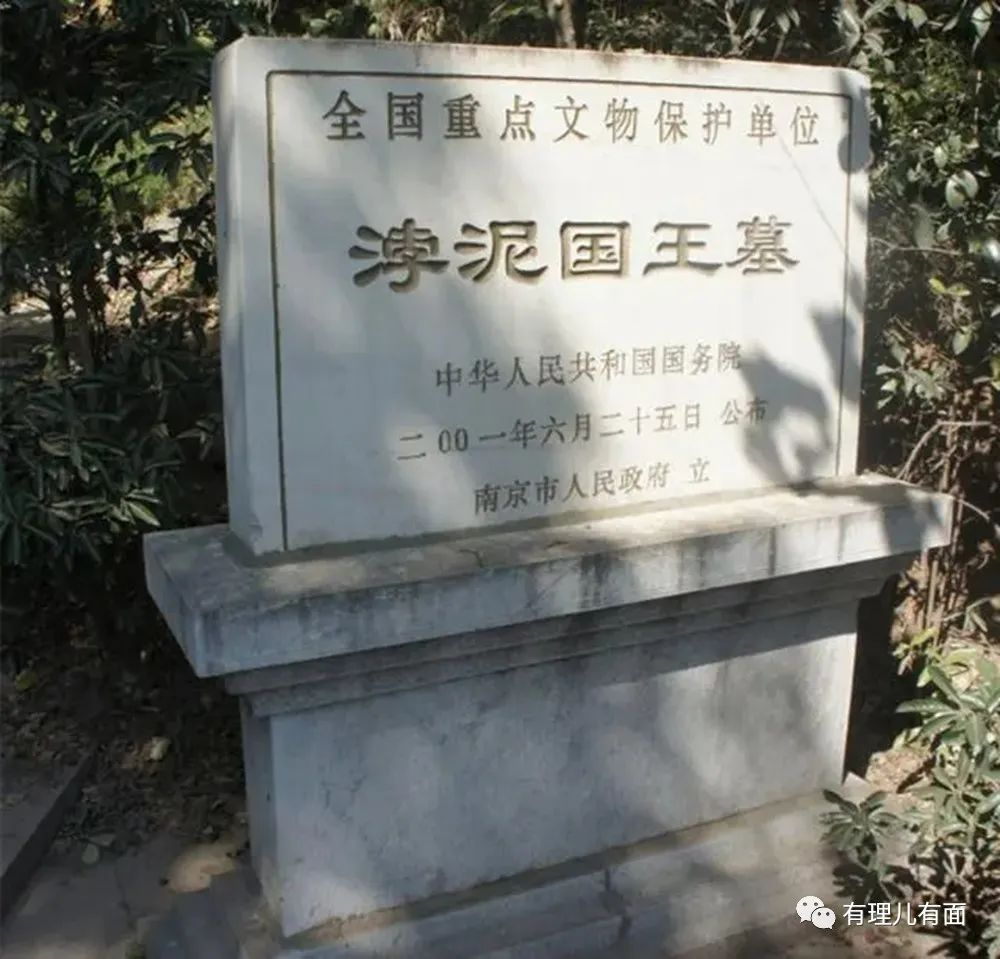 全国重点文物保护单位
浡泥国王墓
中华人民共和国国务院
二00一年六月二十五日 公布
南京市人民政府 立
有理儿有面